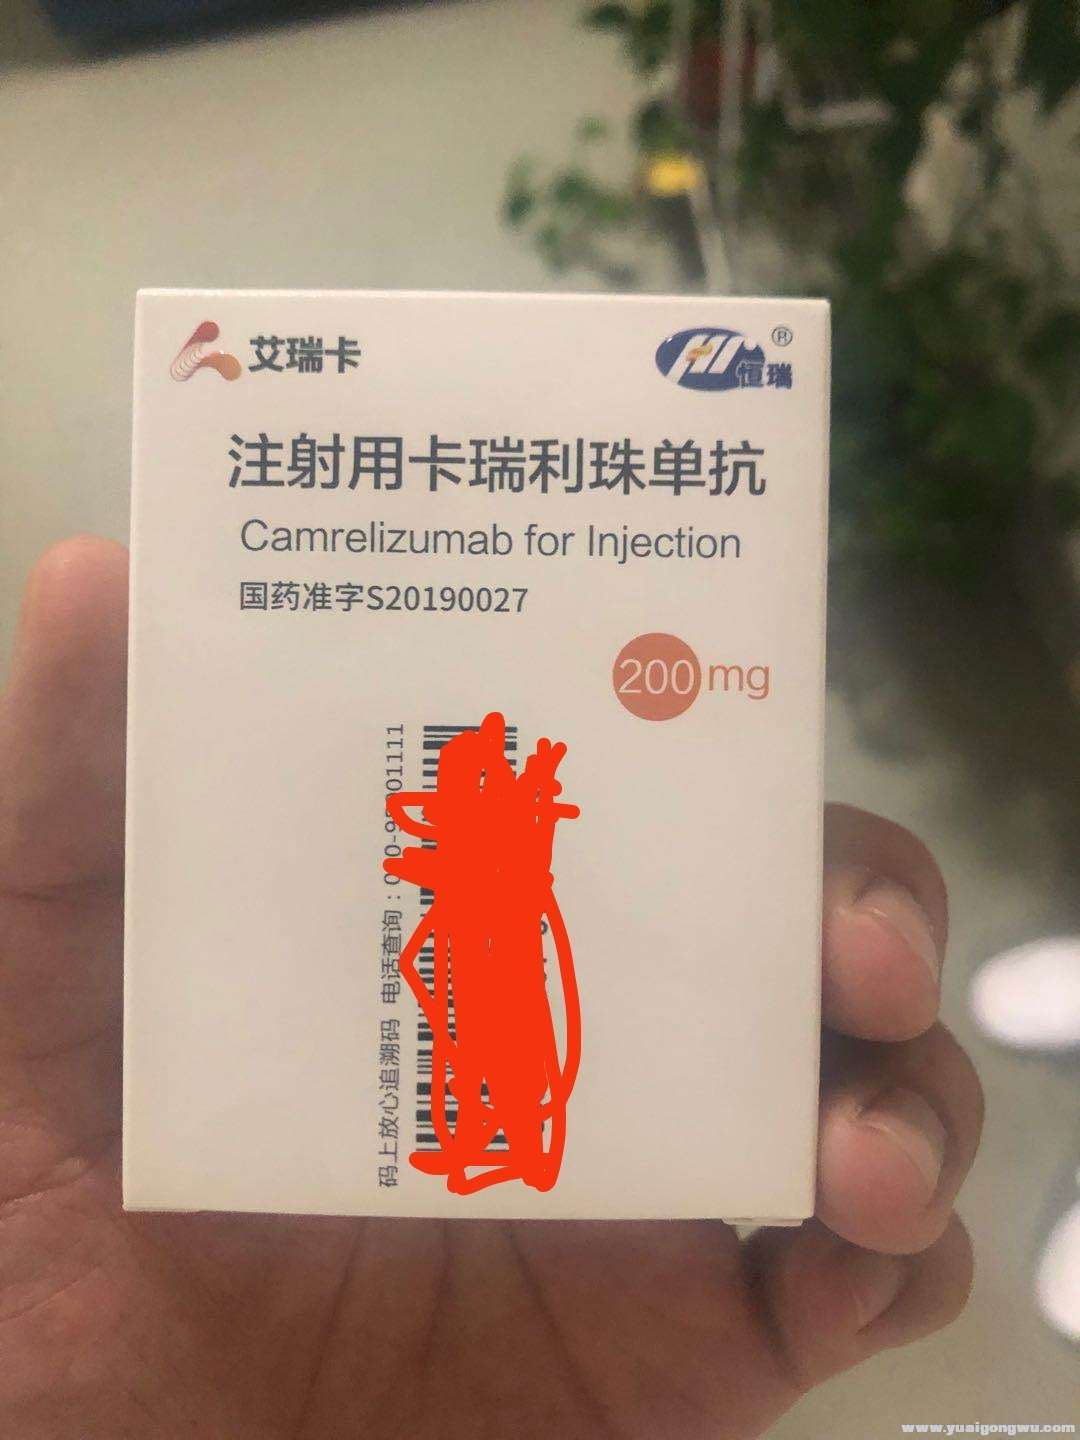 艾瑞卡
恒瑞
®
注射用卡瑞利珠单抗
Camrelizumab for Injection
国药准字S20190027
200mg
码上放心追溯码 电话查询：
www.yuaigongwu.com